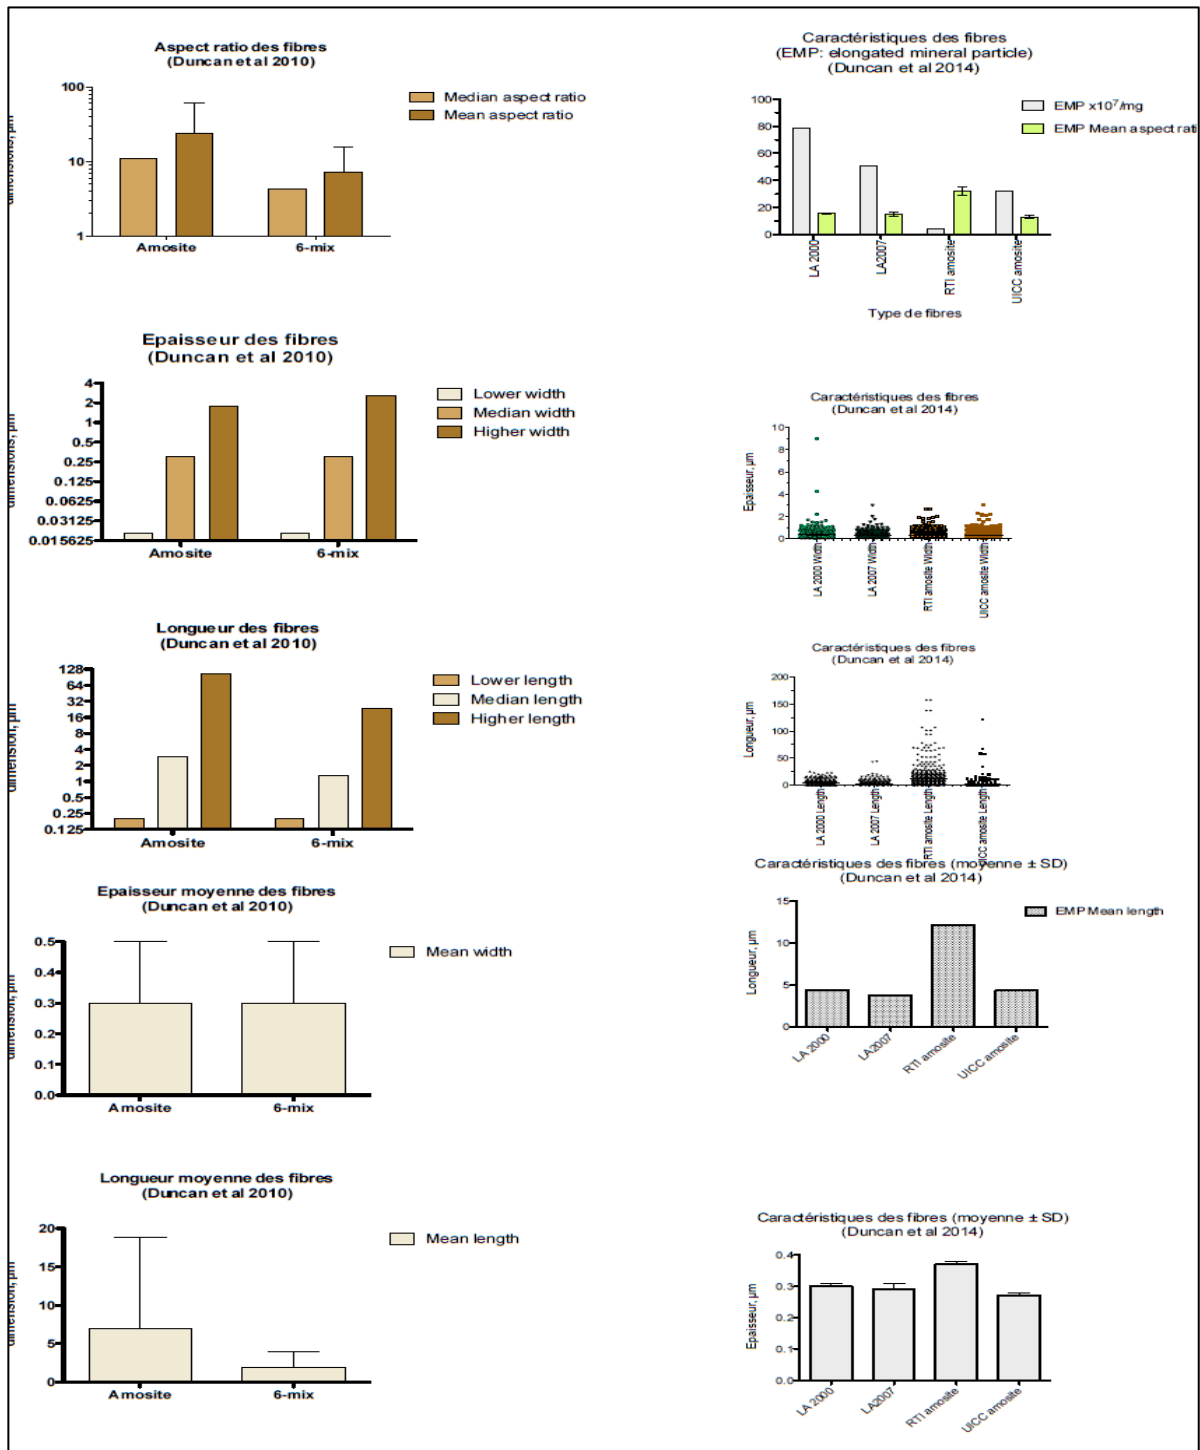 Aspect ratio des fibres
(Duncan et al 2010)
dimensions, µm
100
10
1
Median aspect ratio
Mean aspect ratio
Amosite
6-mix
Caractéristiques des fibres
(EMP: elongated mineral particle)
(Duncan et al 2014)
100
80
60
40
20
0
EMP x10⁷/mg
EMP Mean aspect rati
LA 2000
LA2007
RTI amosite
UICC amosite
Type de fibres
Epaisseur des fibres
(Duncan et al 2010)
dimensions, µm
4
2
1
0.5
0.25
0.125
0.0625
0.03125
0.015625
Lower width
Median width
Higher width
Amosite
6-mix
Caractéristiques des fibres
(Duncan et al 2014)
Epaisseur, µm
10
8
6
4
2
0
LA 2000 Width
LA 2007 Width
RTI amosite Width
UICC amosite Width
Longueur des fibres
(Duncan et al 2010)
dimension, µm
128
64
32
16
8
4
2
1
0.5
0.25
0.125
Lower length
Median length
Higher length
Amosite
6-mix
Caractéristiques des fibres
(Duncan et al 2014)
Longueur, µm
200
150
100
50
0
LA 2000 Length
LA 2007 Length
RTI amosite Length
UICC amosite Length
Epaisseur moyenne des fibres
(Duncan et al 2010)
dimension, µm
0.5
0.4
0.3
0.2
0.1
0.0
Mean width
Amosite
6-mix
Caractéristiques des fibres (moyenne ± SD)
(Duncan et al 2014)
Longueur, µm
15
10
5
0
EMP Mean length
LA 2000
LA2007
RTI amosite
UICC amosite
Longueur moyenne des fibres
(Duncan et al 2010)
dimension, µm
20
15
10
5
0
Mean length
Amosite
6-mix
Caractéristiques des fibres (moyenne ± SD)
(Duncan et al 2014)
Epaisseur, µm
0.4
0.3
0.2
0.1
0.0
LA 2000
LA2007
RTI amosite
UICC amosite